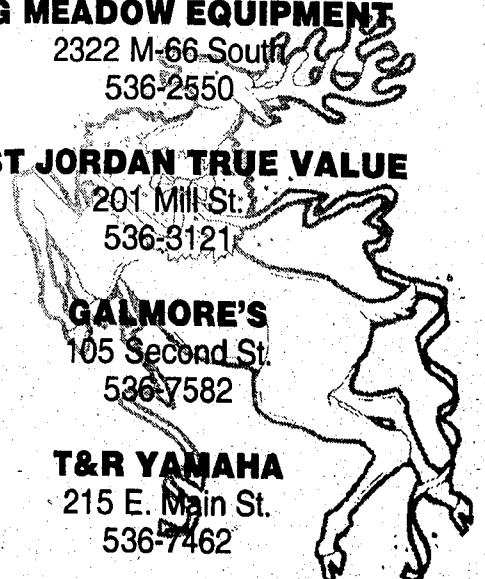 G MEADOW EQUIPMENT
2322 M-66 South
536-2550
ST JORDAN TRUE VALUE
201 Mill St.
536-3121
GALMORE'S
105 Second St.
536-7582
T&R YAMAHA
215 E. Main St.
536-7462